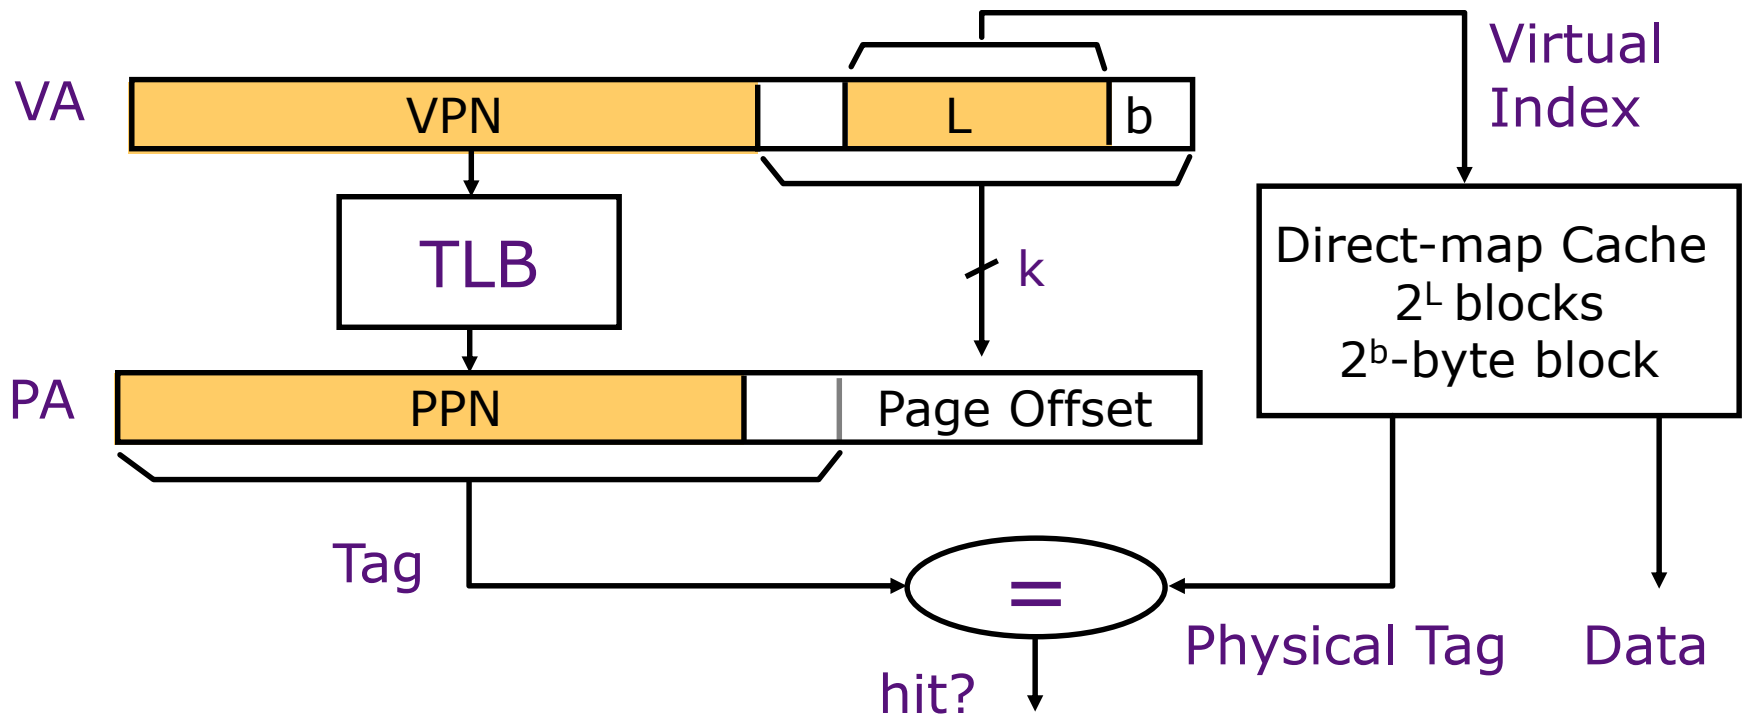 Virtual
Index
VA
VPN
L
b
TLB
k
Direct-map Cache
2ᴸ blocks
2ᵇ-byte block
PA
PPN
Page Offset
Tag
=
Physical Tag
Data
hit?